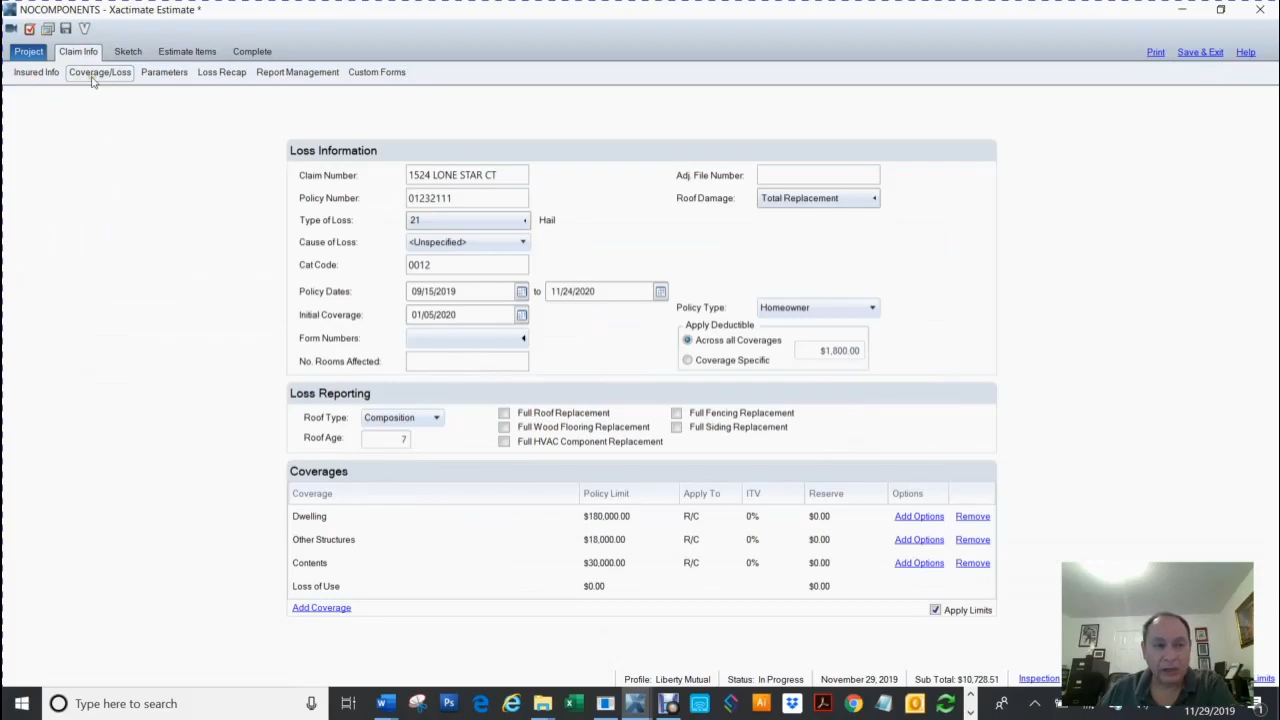 NOCOMPONENTS - Xactimate Estimate *
Project Claim Info Sketch Estimate Items Complete Print Save & Exit Help
Insured Info Coverage/Loss Parameters Loss Recap Report Management Custom Forms
Loss Information
Claim Number: 1524 LONE STAR CT Adj. File Number:
Policy Number: 01232111 Roof Damage: Total Replacement
Type of Loss: 21 Hail
Cause of Loss: <Unspecified>
Cat Code: 0012
Policy Dates: 09/15/2019 to 11/24/2020
Policy Type: Homeowner
Initial Coverage: 01/05/2020
Apply Deductible
Form Numbers: Across all Coverages $1,800.00
No. Rooms Affected: Coverage Specific
Loss Reporting
Roof Type: Composition Full Roof Replacement Full Fencing Replacement
Full Wood Flooring Replacement Full Siding Replacement
Roof Age: 7 Full HVAC Component Replacement
Coverages
Coverage Policy Limit Apply To ITV Reserve Options
Dwelling $180,000.00 R/C 0% $0.00 Add Options Remove
Other Structures $18,000.00 R/C 0% $0.00 Add Options Remove
Contents $30,000.00 R/C 0% $0.00 Add Options Remove
Loss of Use $0.00 $0.00
Add Coverage Apply Limits
Profile: Liberty Mutual Status: In Progress November 29, 2019 Sub Total: $10,728.51 Inspection imits
Type here to search
11/29/2019